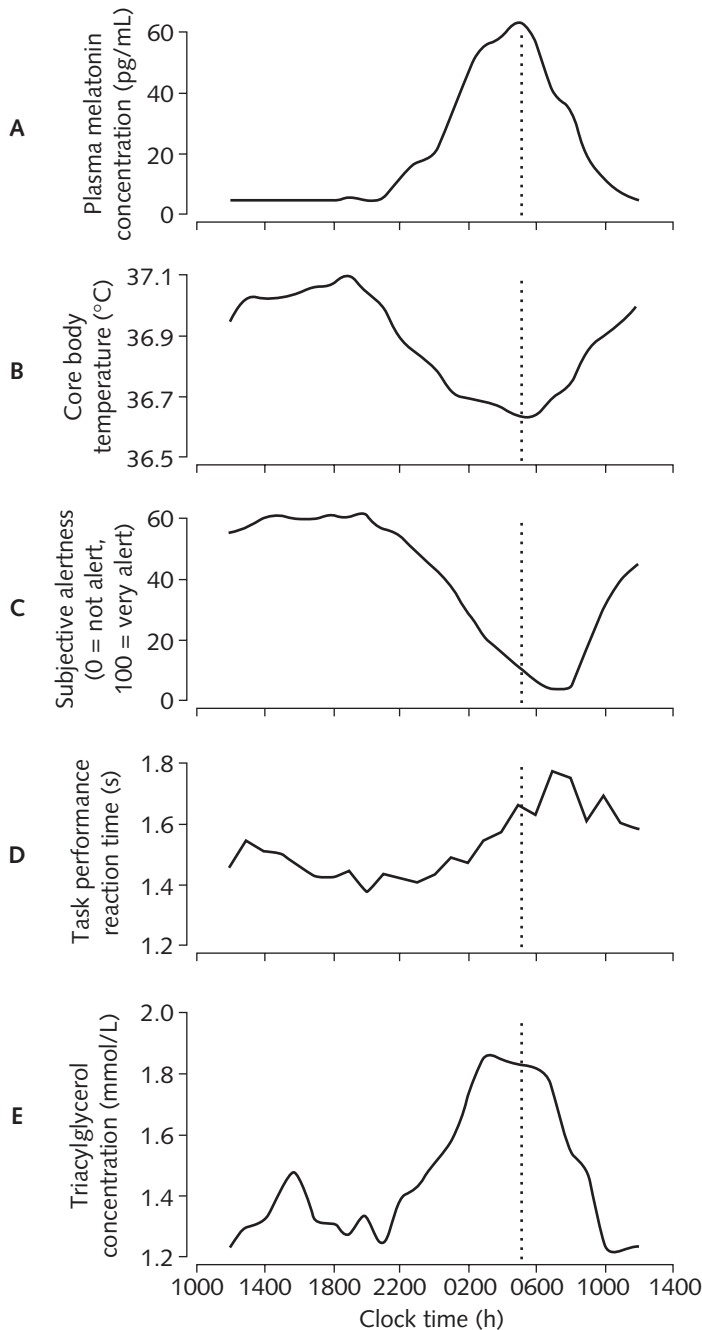 A
Plasma melatonin
concentration (pg/mL)
60
40
20
0
B
Core body
temperature (°C)
37.1
36.9
36.7
36.5
C
Subjective alertness
(0 = not alert,
100 = very alert)
60
40
20
0
D
Task performance
reaction time (s)
1.8
1.6
1.4
1.2
E
Triacylglycerol
concentration (mmol/L)
2.0
1.8
1.6
1.4
1.2
1000 1400 1800 2200 0200 0600 1000 1400
Clock time (h)